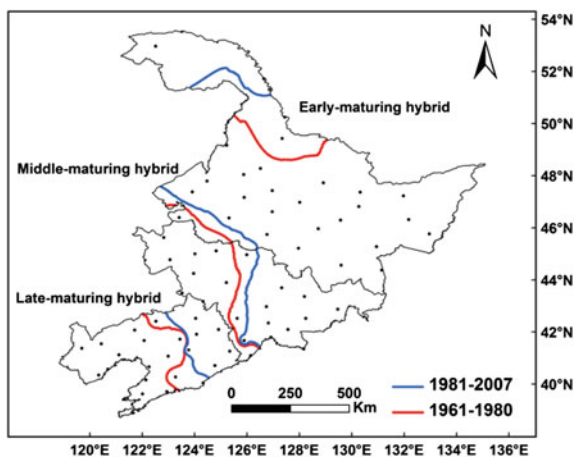 54°N
N
52°N
Early-maturing hybrid
50°N
Middle-maturing hybrid
48°N
46°N
44°N
Late-maturing hybrid
42°N
0 250 500
Km
1981-2007
40°N
1961-1980
120°E 122°E 124°E 126°E 128°E 130°E 132°E 134°E 136°E